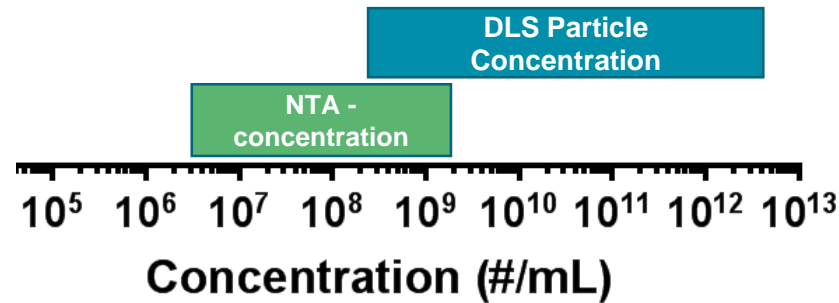 DLS Particle
Concentration
NTA -
concentration
10⁵ 10⁶ 10⁷ 10⁸ 10⁹ 10¹⁰ 10¹¹ 10¹² 10¹³
Concentration (#/mL)